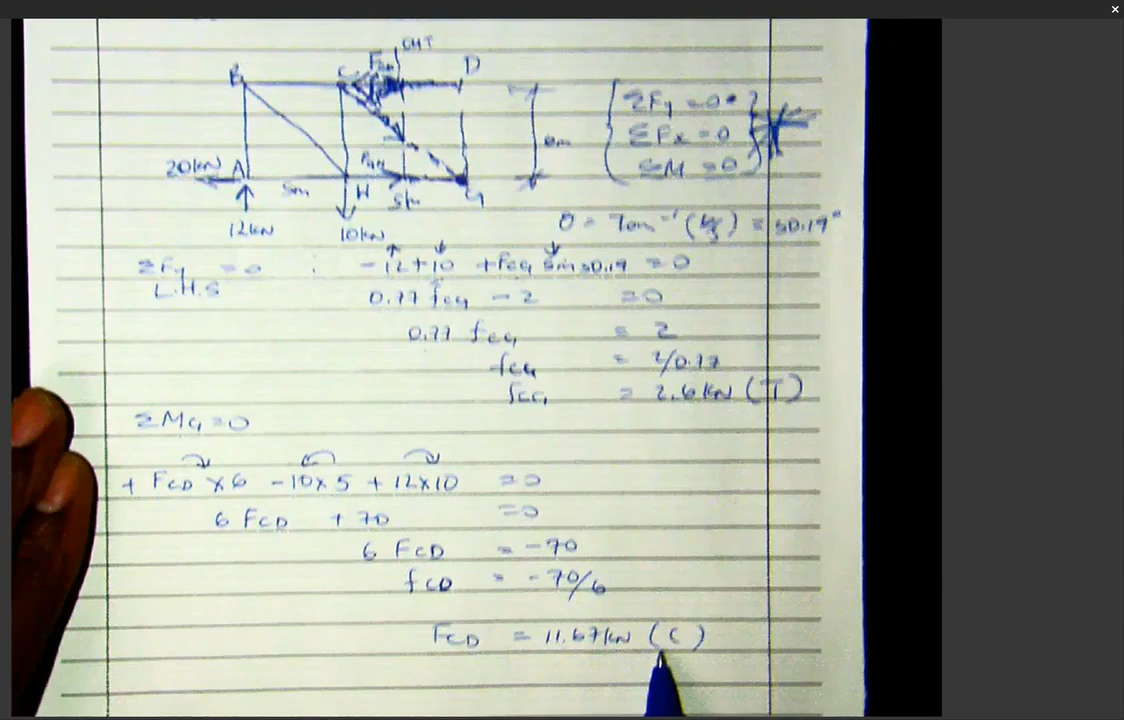 CUT
B C D
6m
ΣFy = 0
ΣFx = 0
ΣM = 0
20kN A
5m H 5m G
12kN 10kN
θ = Tan⁻¹ (6/5) = 50.19°
ΣFy = 0 -12+10 + FCG sin 50.19 = 0
L.H.S 0.77 fCG - 2 = 0
0.77 fCG = 2
fCG = 2/0.77
fCG = 2.6kN (T)
ΣMG = 0
+ FCD × 6 - 10×5 + 12×10 = 0
6 FCD + 70 = 0
6 FCD = -70
fCD = -70/6
FCD = 11.67kN (C)